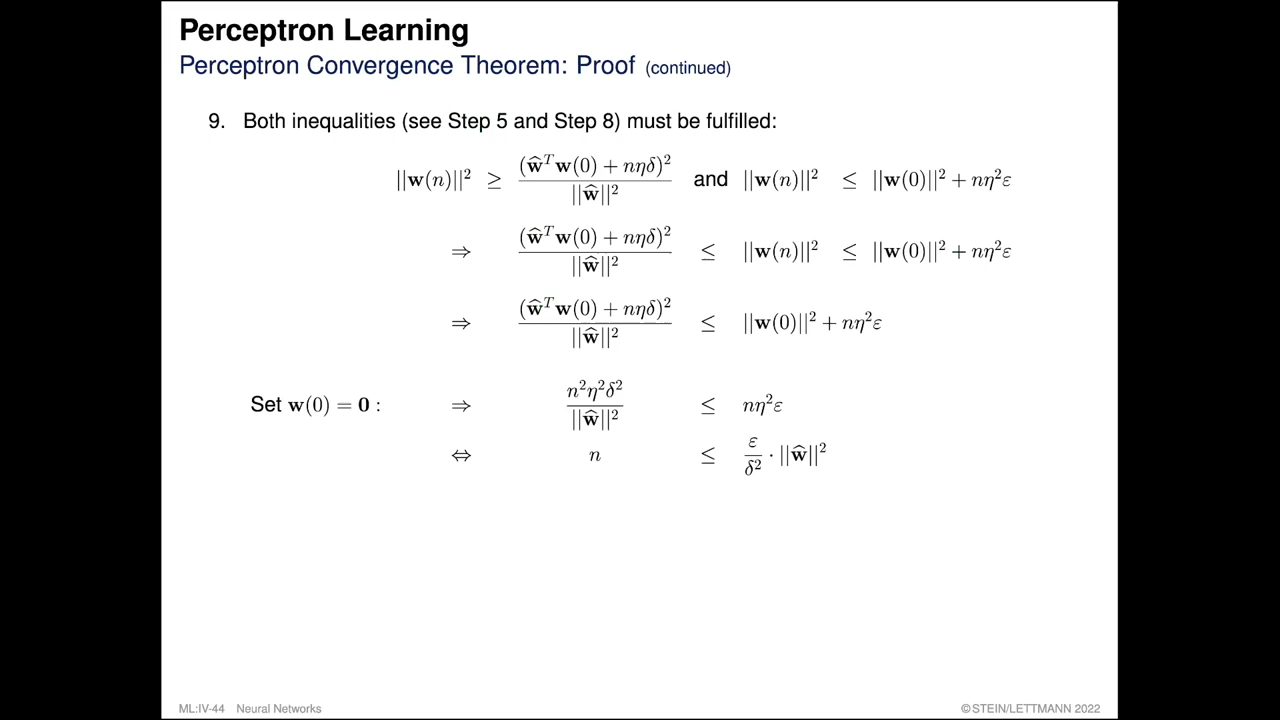 Perceptron Learning
Perceptron Convergence Theorem: Proof (continued)
9. Both inequalities (see Step 5 and Step 8) must be fulfilled:
||w(n)||² ≥ (ŵᵀw(0) + nηδ)² / ||ŵ||² and ||w(n)||² ≤ ||w(0)||² + nη²ε
⇒ (ŵᵀw(0) + nηδ)² / ||ŵ||² ≤ ||w(n)||² ≤ ||w(0)||² + nη²ε
⇒ (ŵᵀw(0) + nηδ)² / ||ŵ||² ≤ ||w(0)||² + nη²ε
Set w(0) = 0 : ⇒ n²η²δ² / ||ŵ||² ≤ nη²ε
⇔ n ≤ ε/δ² · ||ŵ||²
ML:IV-44 Neural Networks ©STEIN/LETTMANN 2022